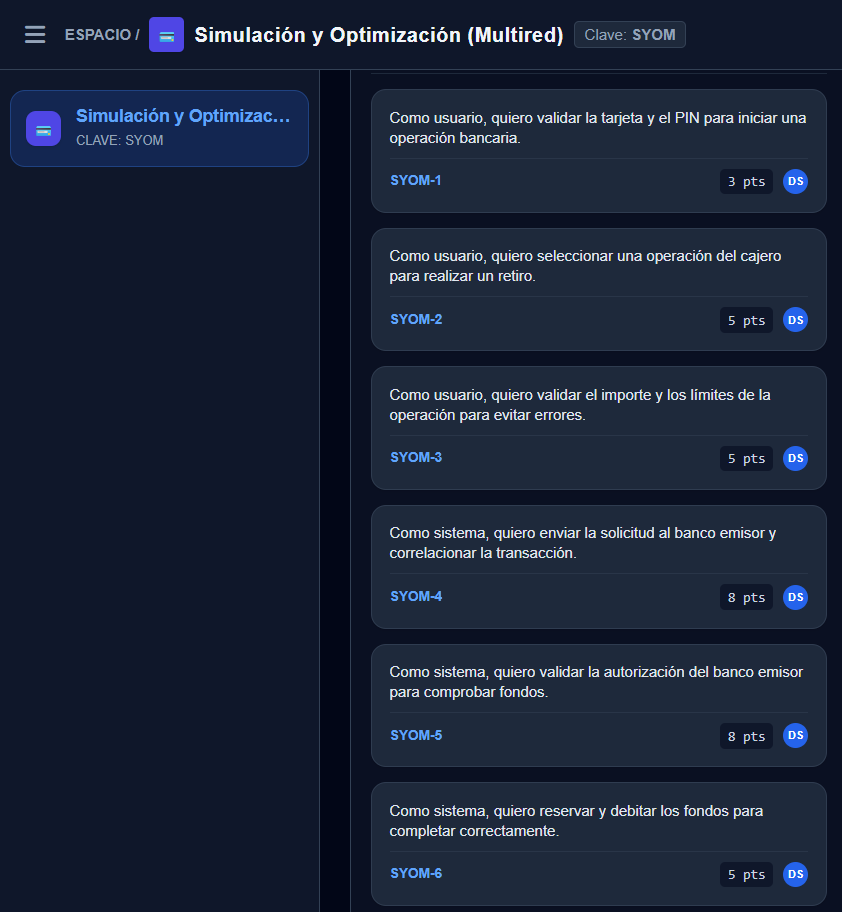 ESPACIO / Simulación y Optimización (Multired) Clave: SYOM
Simulación y Optimizac...
CLAVE: SYOM
Como usuario, quiero validar la tarjeta y el PIN para iniciar una
operación bancaria.
SYOM-1 3 pts DS
Como usuario, quiero seleccionar una operación del cajero
para realizar un retiro.
SYOM-2 5 pts DS
Como usuario, quiero validar el importe y los límites de la
operación para evitar errores.
SYOM-3 5 pts DS
Como sistema, quiero enviar la solicitud al banco emisor y
correlacionar la transacción.
SYOM-4 8 pts DS
Como sistema, quiero validar la autorización del banco emisor
para comprobar fondos.
SYOM-5 8 pts DS
Como sistema, quiero reservar y debitar los fondos para
completar correctamente.
SYOM-6 5 pts DS